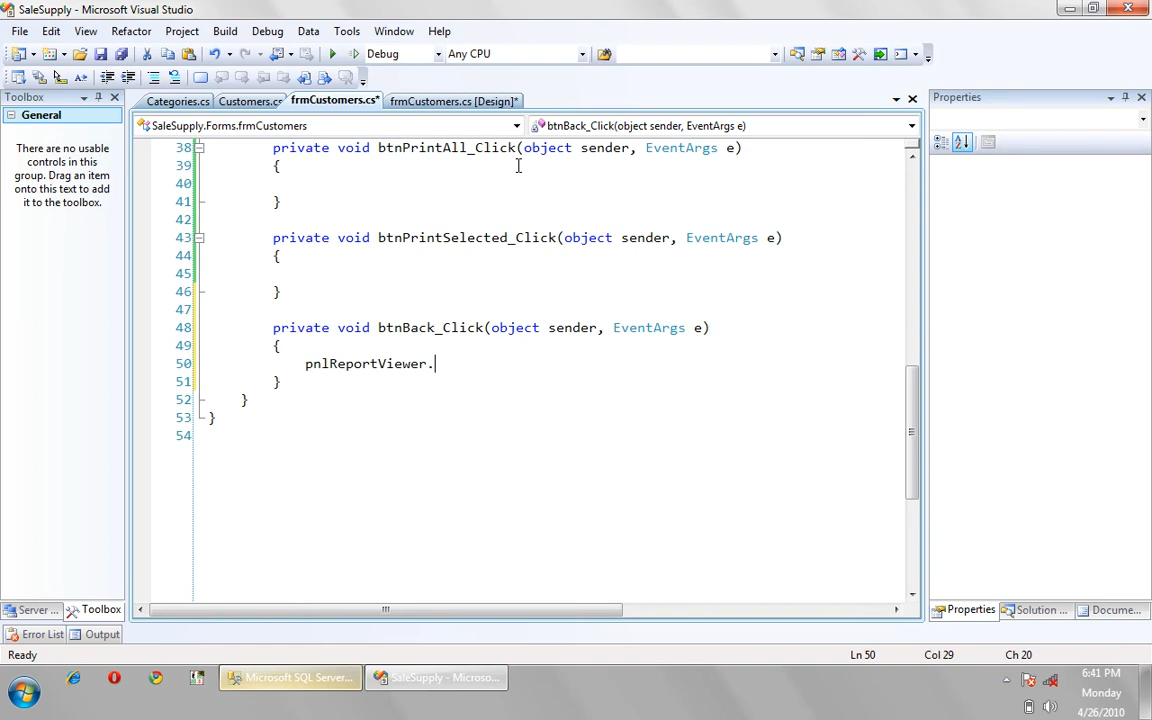 SaleSupply - Microsoft Visual Studio
File Edit View Refactor Project Build Debug Data Tools Window Help
Debug Any CPU
Toolbox
General
There are no usable
controls in this
group. Drag an item
onto this text to add
it to the toolbox.
Server ... Toolbox
Categories.cs Customers.cs frmCustomers.cs* frmCustomers.cs [Design]*
SaleSupply.Forms.frmCustomers btnBack_Click(object sender, EventArgs e)
38 private void btnPrintAll_Click(object sender, EventArgs e)
39 {
40
41 }
42
43 private void btnPrintSelected_Click(object sender, EventArgs e)
44 {
45
46 }
47
48 private void btnBack_Click(object sender, EventArgs e)
49 {
50 pnlReportViewer.
51 }
52 }
53 }
54
Properties
Properties Solution ... Docume...
Error List Output
Ready Ln 50 Col 29 Ch 20 INS
Microsoft SQL Server... SaleSupply - Microso...
6:41 PM
Monday
4/26/2010